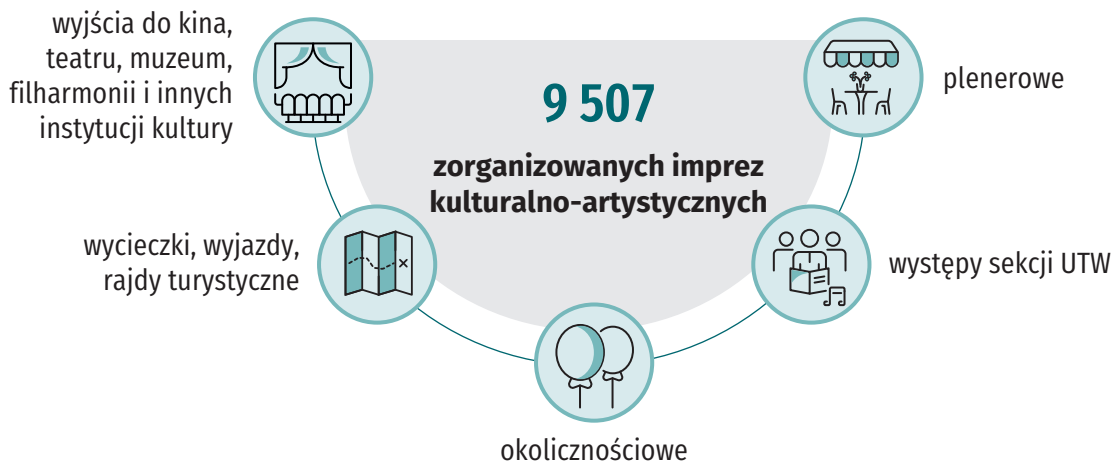 wyjścia do kina,
teatru, muzeum,
filharmonii i innych
instytucji kultury
9 507
zorganizowanych imprez
kulturalno-artystycznych
plenerowe
wycieczki, wyjazdy,
rajdy turystyczne
występy sekcji UTW
okolicznościowe